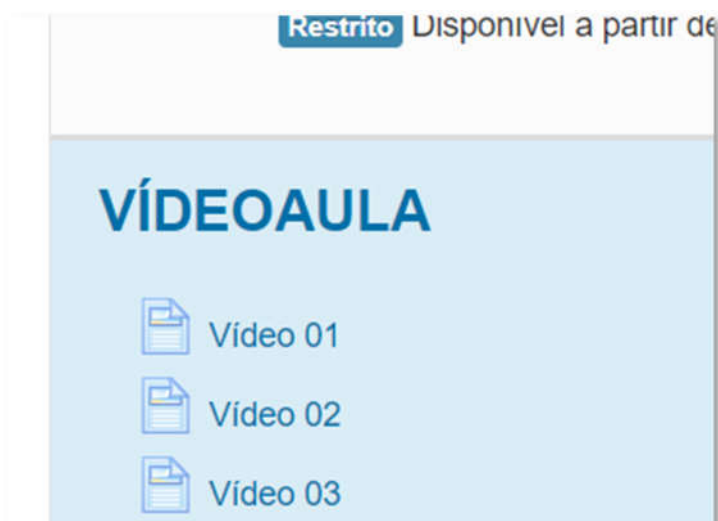 Restrito Disponível a partir de
VÍDEOAULA
Vídeo 01
Vídeo 02
Vídeo 03